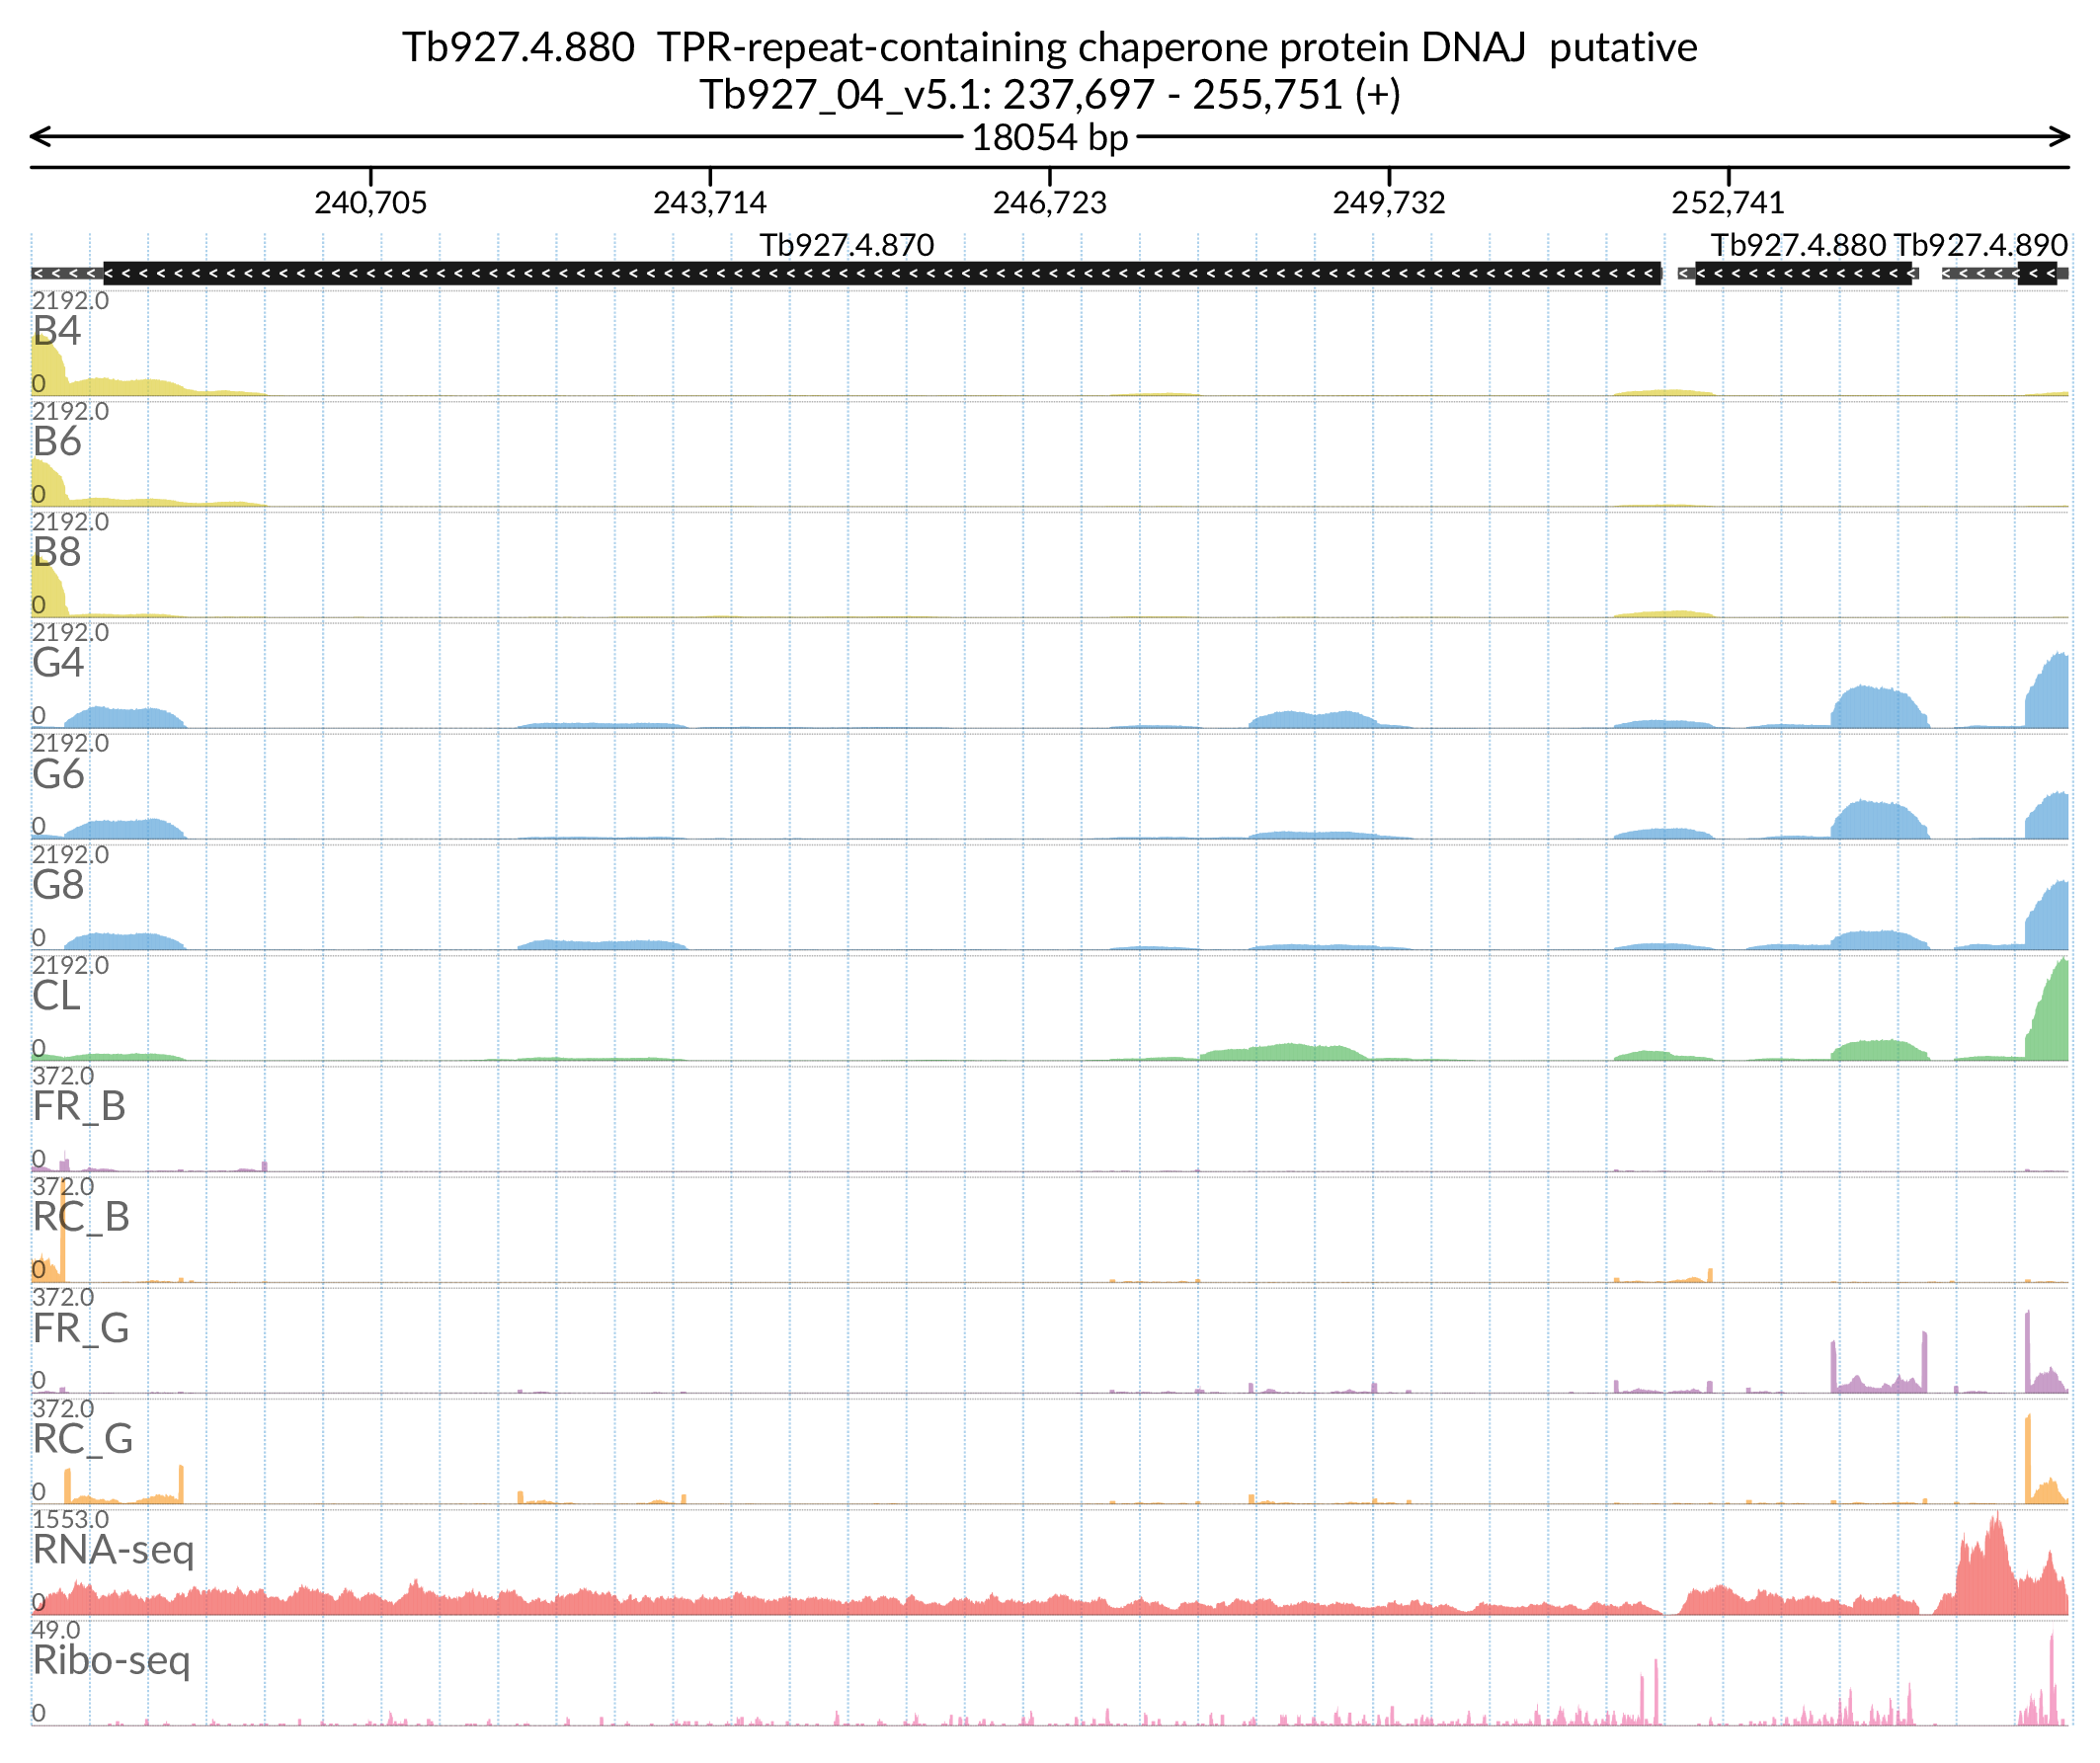 Tb927.4.880  TPR-repeat-containing chaperone protein DNAJ  putative
Tb927_04_v5.1: 237,697 - 255,751 (+)
18054 bp
240,705 243,714 246,723 249,732 252,741
Tb927.4.870 Tb927.4.880 Tb927.4.890
2192.0
B4
0
2192.0
B6
0
2192.0
B8
0
2192.0
G4
0
2192.0
G6
0
2192.0
G8
0
2192.0
CL
0
372.0
FR_B
0
372.0
RC_B
0
372.0
FR_G
0
372.0
RC_G
0
1553.0
RNA-seq
0
49.0
Ribo-seq
0